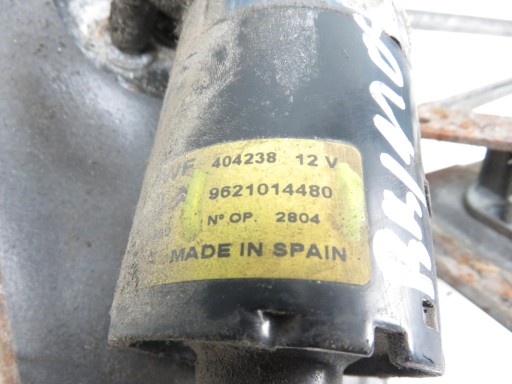 404238 12 V
9621014480
Nº OP. 2804
MADE IN SPAIN